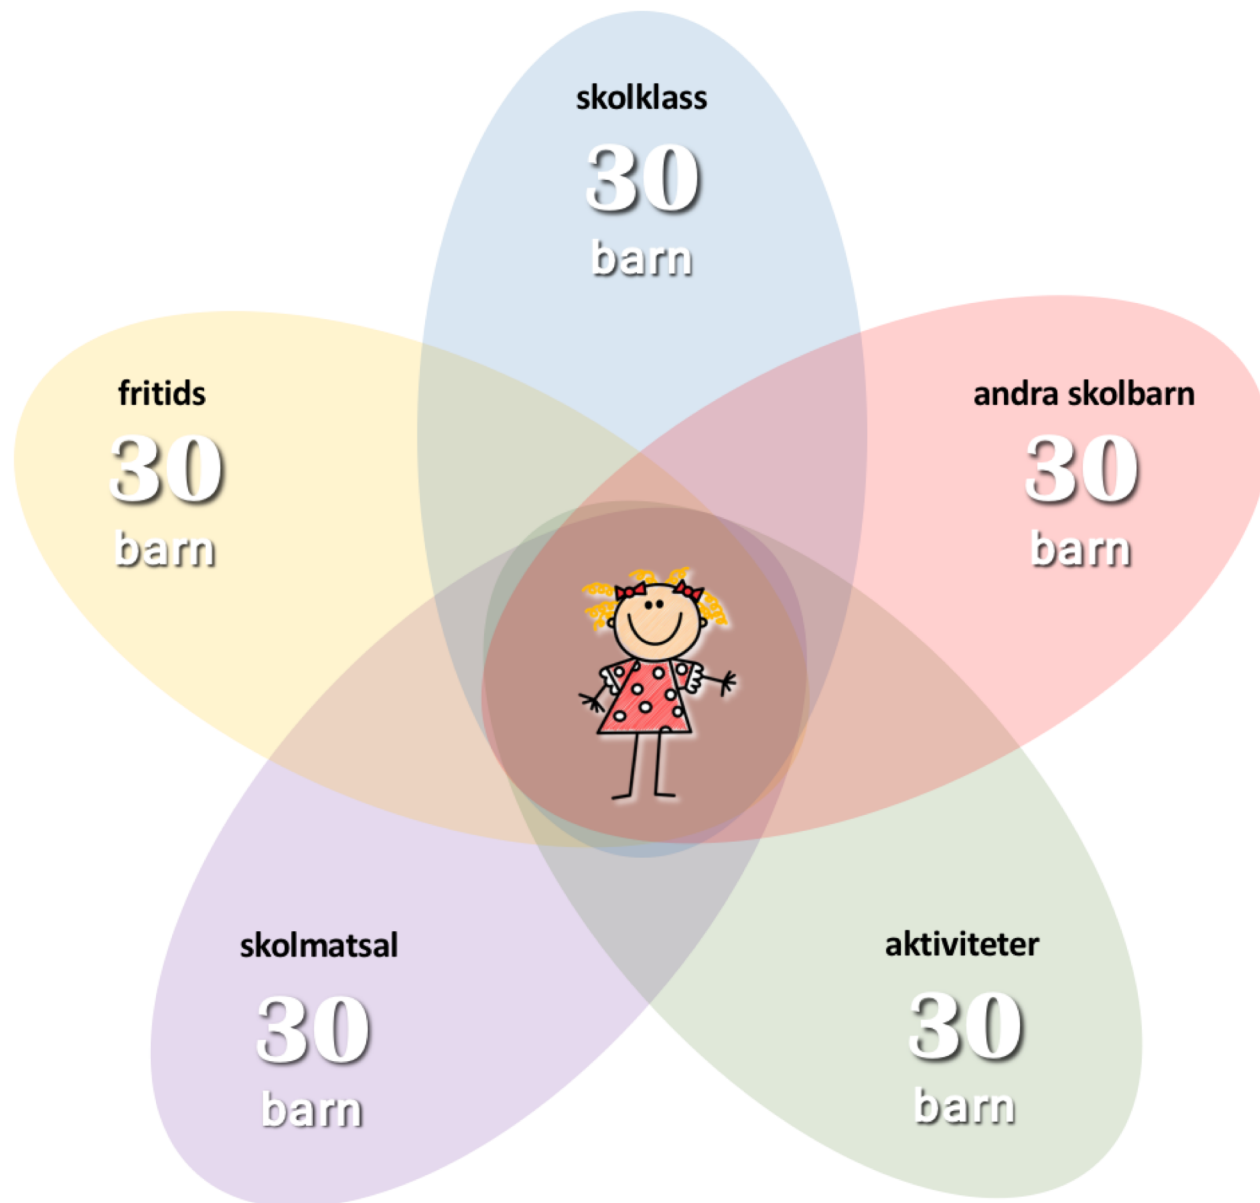 skolklass
30
barn
fritids
30
barn
andra skolbarn
30
barn
skolmatsal
30
barn
aktiviteter
30
barn